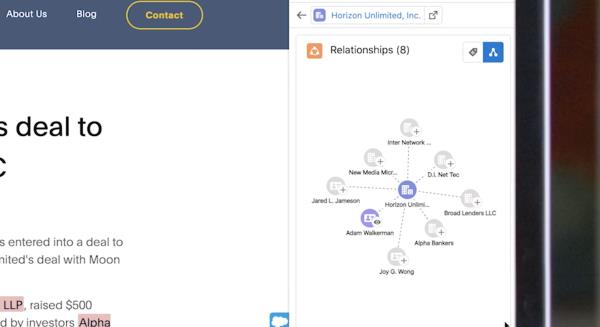 About Us Blog Contact
Horizon Unlimited, Inc.
s deal to
Relationships (8)
Inter Network ...
New Media Micr...
D.I. Net Tec
Jared L. Jameson
Horizon Unlimi...
Broad Lenders LLC
Adam Walkerman
Alpha Bankers
Joy G. Wong
s entered into a deal to
mited's deal with Moon
LLP, raised $500
d by investors Alpha